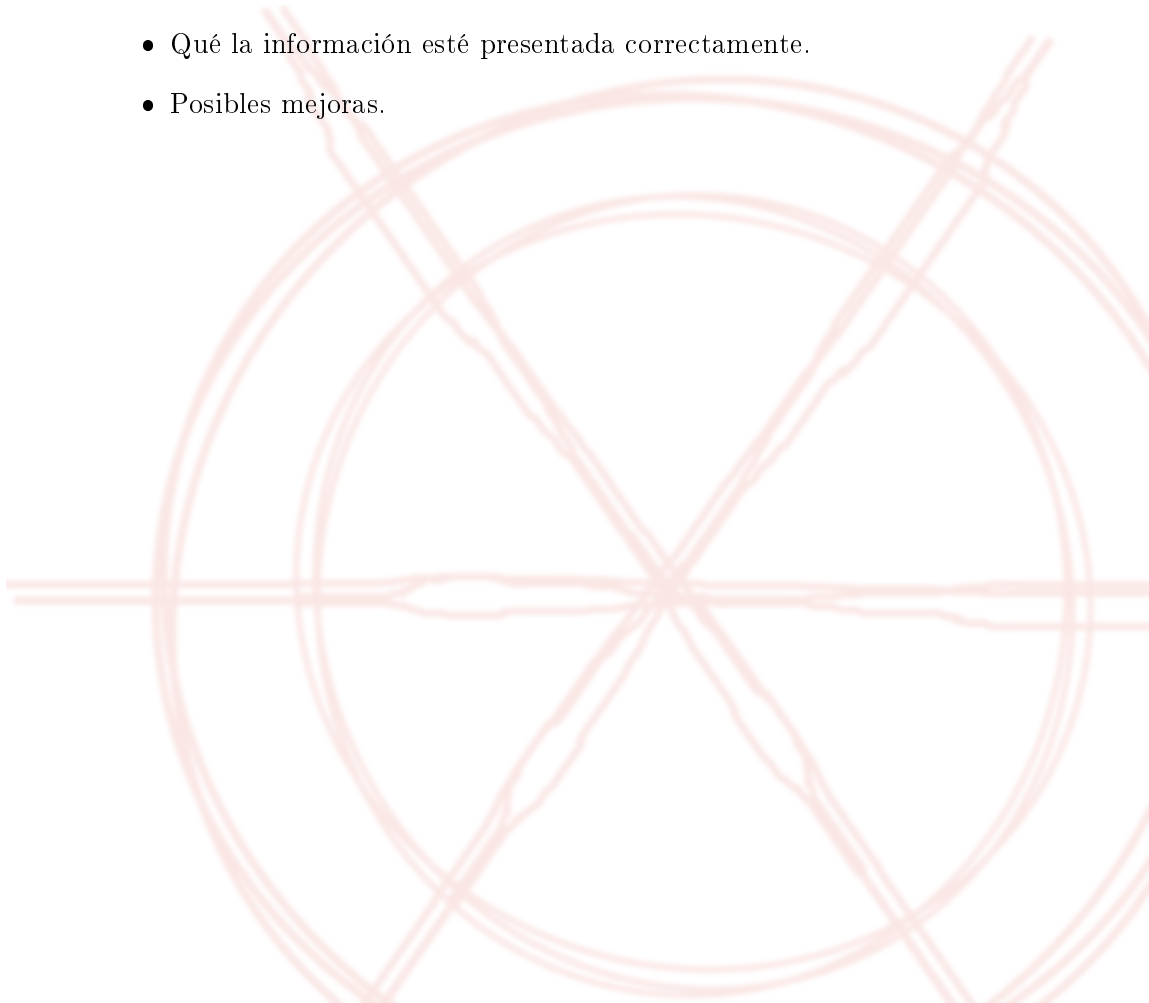 • Qué la información esté presentada correctamente.
• Posibles mejoras.